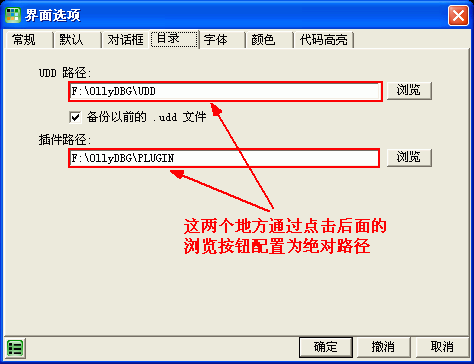 界面选项
常规 默认 对话框 目录 字体 颜色 代码高亮
UDD 路径:
F:\OllyDBG\UDD 浏览
备份以前的 .udd 文件
插件路径:
F:\OllyDBG\PLUGIN 浏览
这两个地方通过点击后面的
浏览按钮配置为绝对路径
确定 撤消 取消